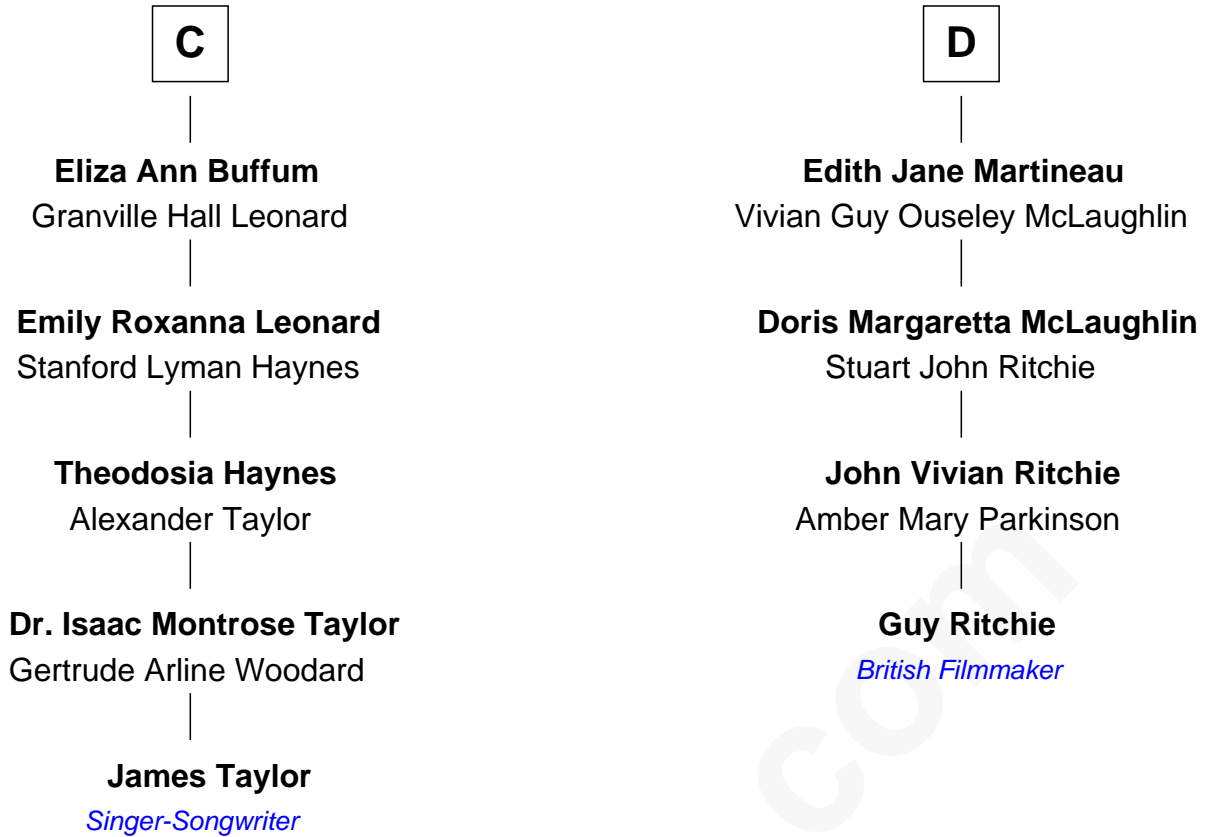 C
Eliza Ann Buffum
Granville Hall Leonard
Emily Roxanna Leonard
Stanford Lyman Haynes
Theodosia Haynes
Alexander Taylor
Dr. Isaac Montrose Taylor
Gertrude Arline Woodard
James Taylor
Singer-Songwriter
D
Edith Jane Martineau
Vivian Guy Ouseley McLaughlin
Doris Margaretta McLaughlin
Stuart John Ritchie
John Vivian Ritchie
Amber Mary Parkinson
Guy Ritchie
British Filmmaker
com